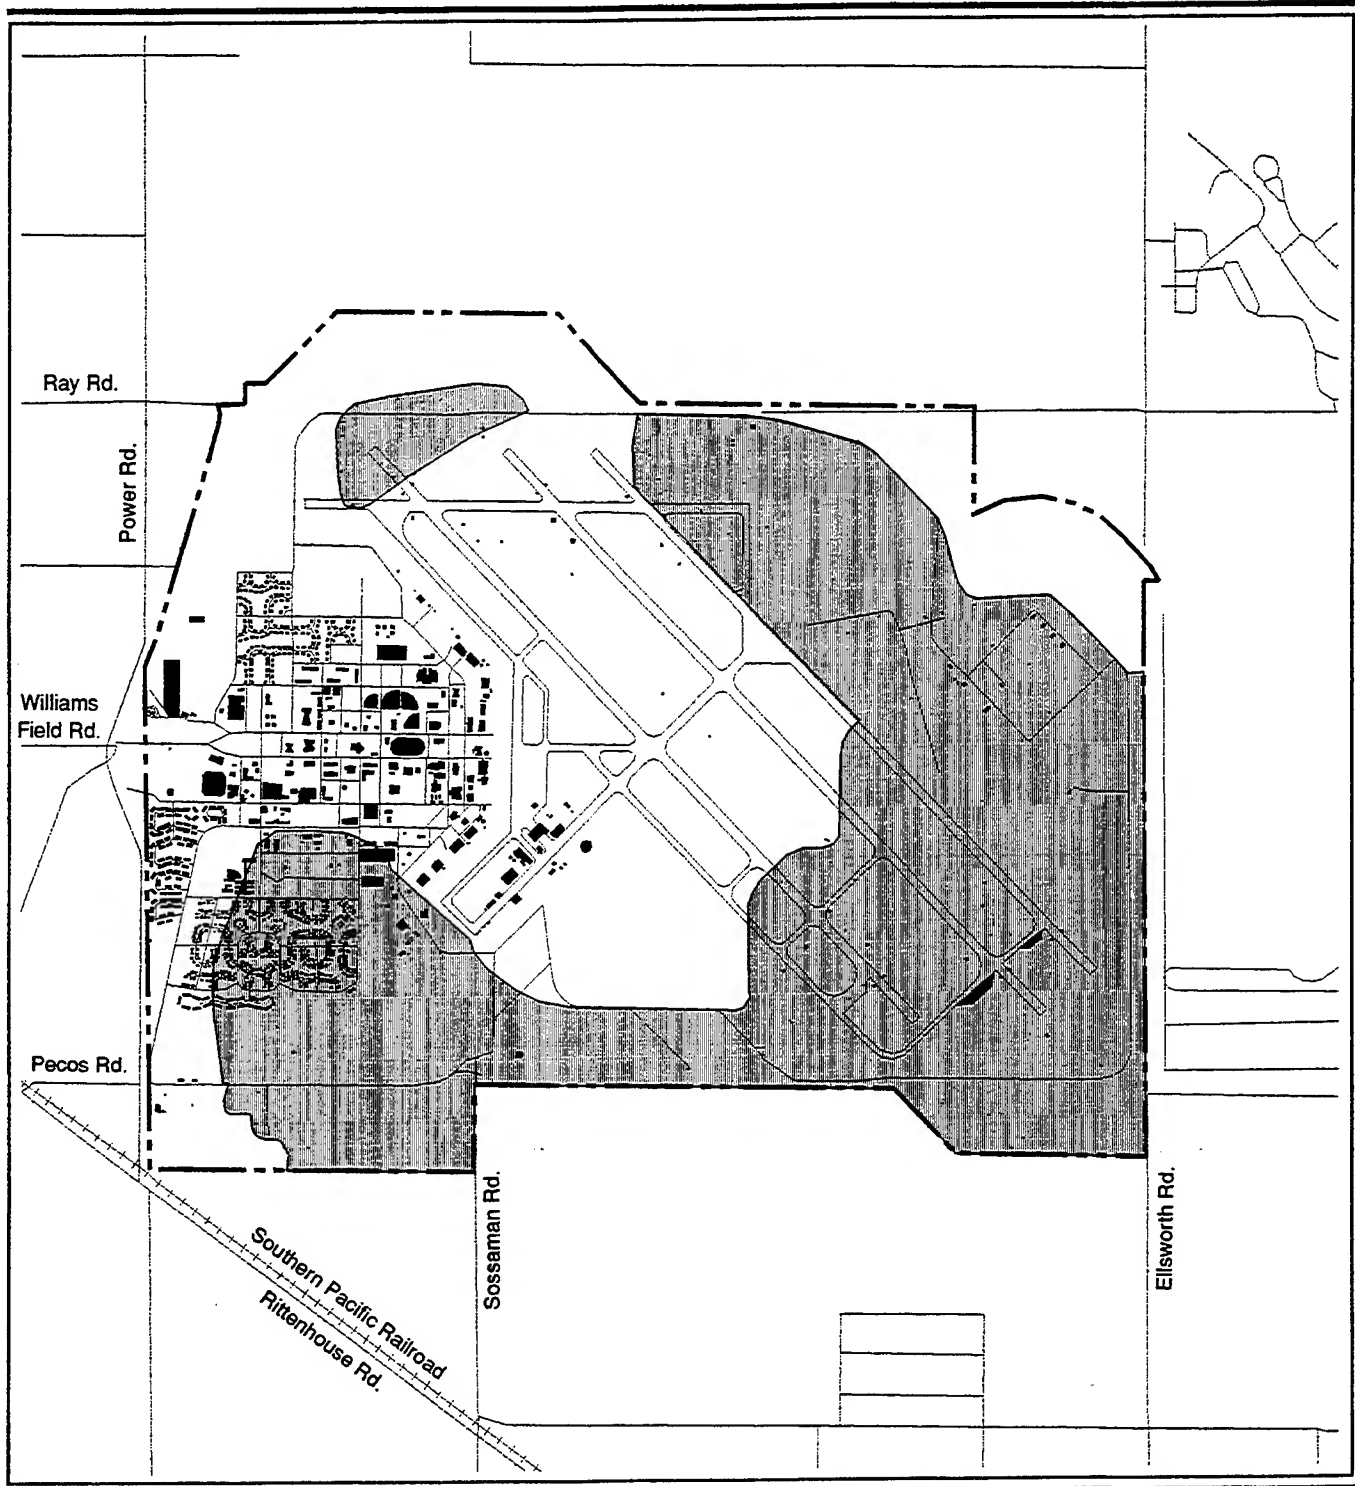 Ray Rd.
Power Rd.
Williams
Field Rd.
Pecos Rd.
Sossaman Rd.
Ellsworth Rd.
Southern Pacific Railroad
Rittenhouse Rd.